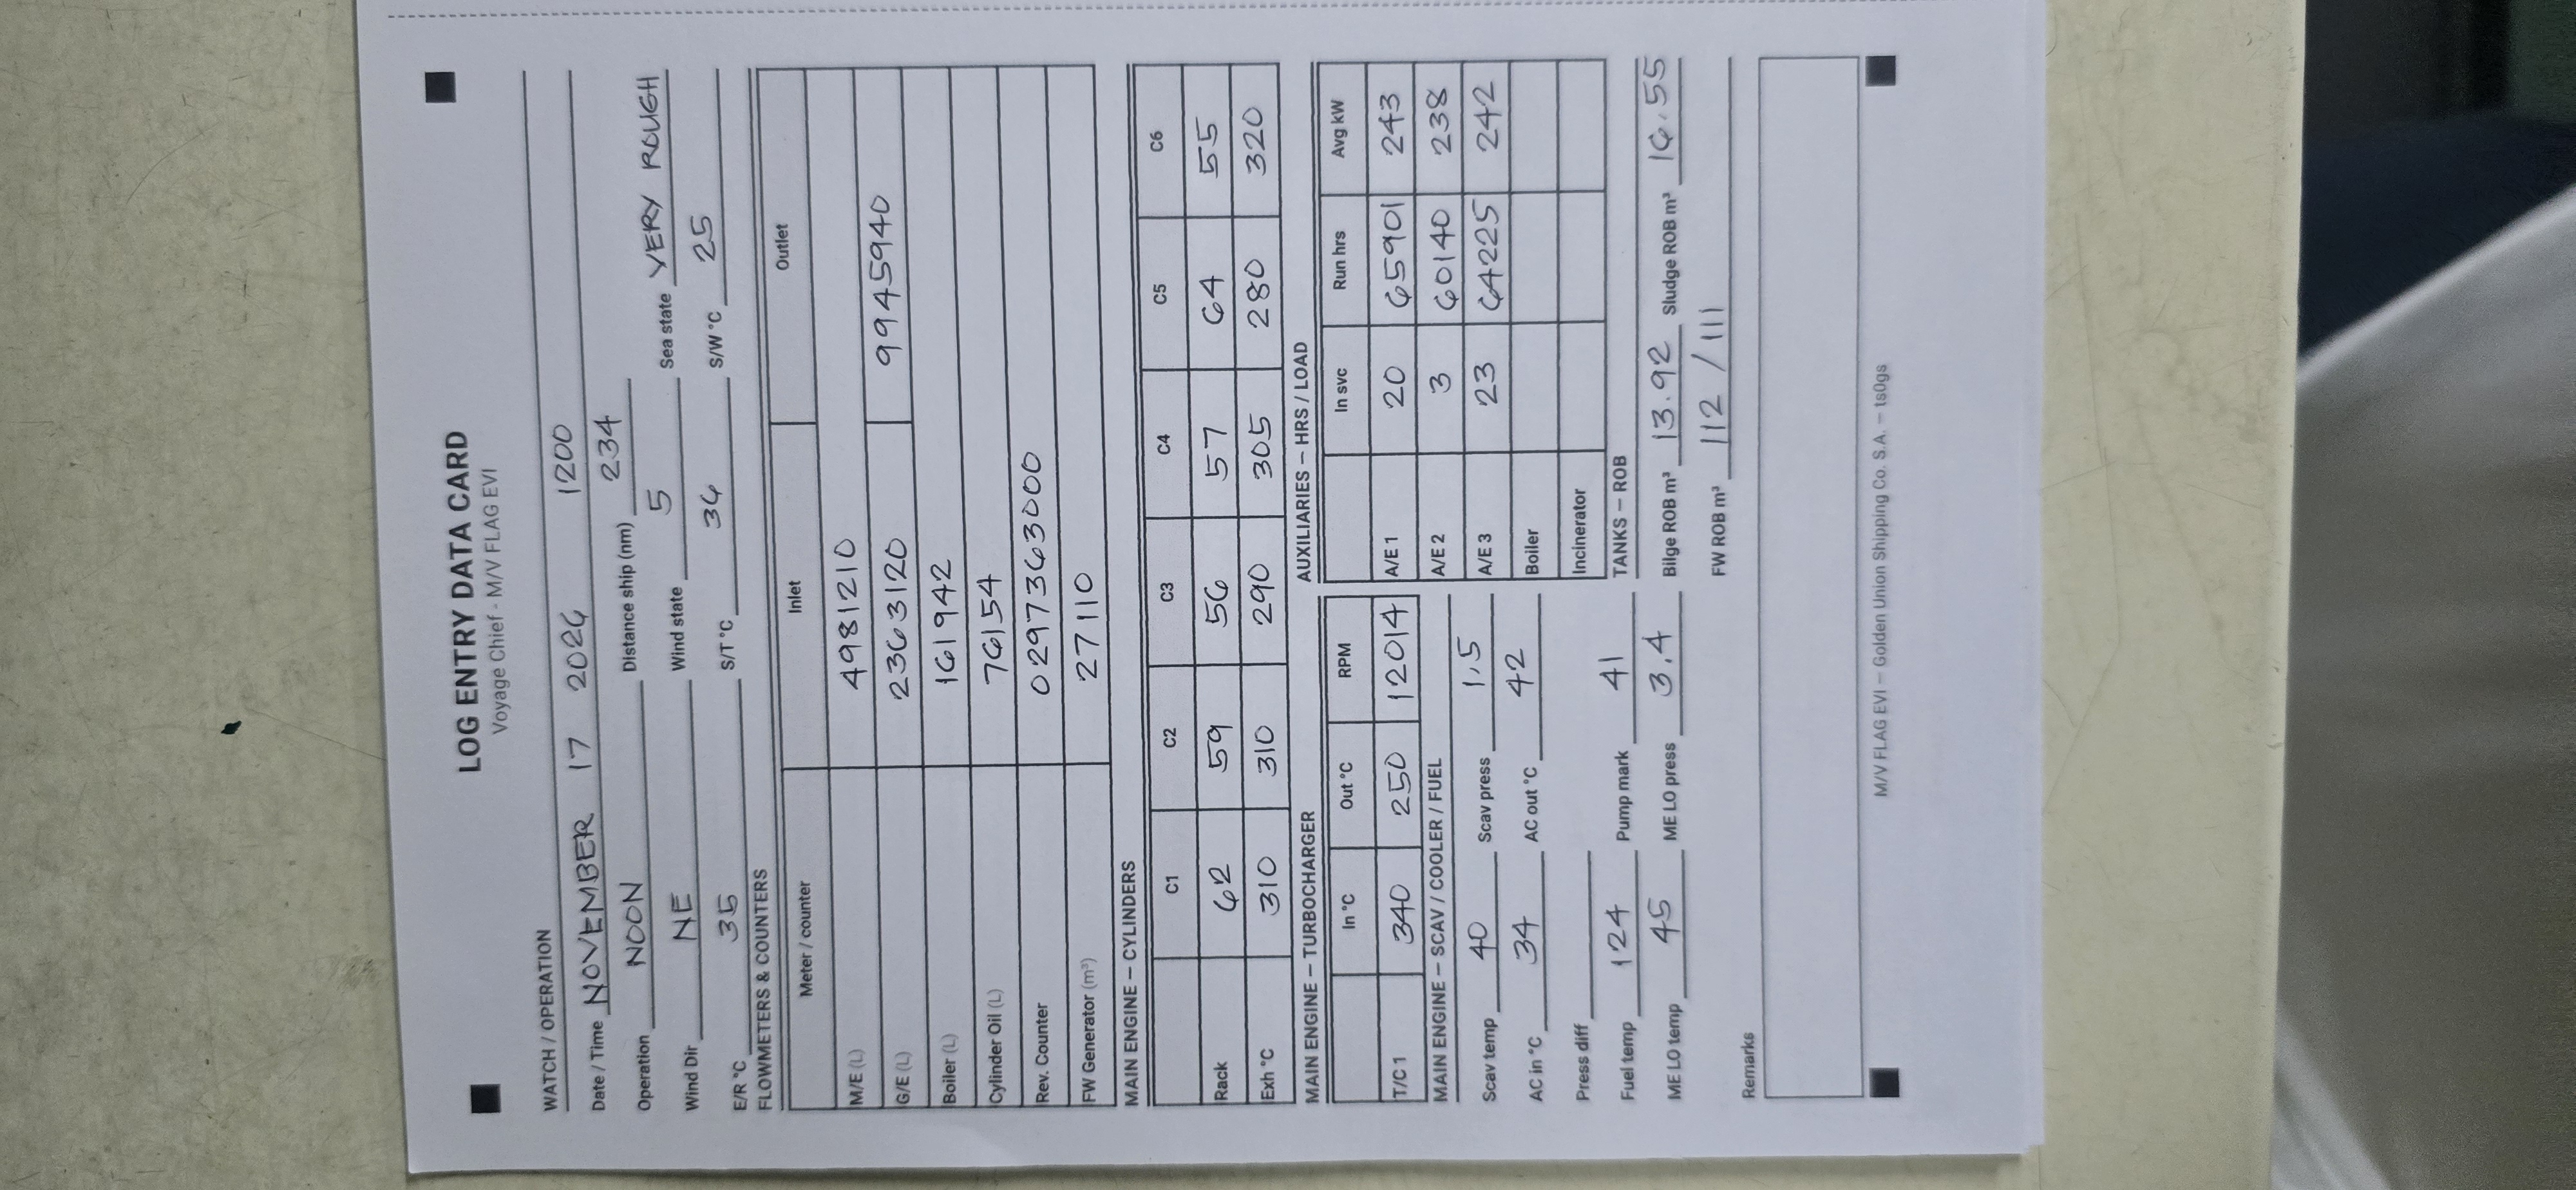 LOG ENTRY DATA CARD
Voyage Chief - M/V FLAG EVI
WATCH / OPERATION
Date / Time NOVEMBER 17 2026 1200
Operation NOON Distance ship (nm) 234
Wind Dir NE Wind state 5 Sea state VERY ROUGH
E/R °C 35 S/T °C 36 S/W °C 25
FLOWMETERS & COUNTERS
Meter / counter Inlet Outlet
M/E (L) 4981210
G/E (L) 2363120 9945940
Boiler (L) 161942
Cylinder Oil (L) 76154
Rev. Counter 0297363000
FW Generator (m³) 27110
MAIN ENGINE — CYLINDERS
C1 C2 C3 C4 C5 C6
Rack 62 59 56 57 64 55
Exh °C 310 310 290 305 280 320
MAIN ENGINE — TURBOCHARGER
In °C Out °C RPM
T/C 1 340 250 12014
MAIN ENGINE — SCAV / COOLER / FUEL
Scav temp 40 Scav press 1,5
AC in °C 34 AC out °C 42
Press diff
Fuel temp 124 Pump mark 41
ME LO temp 45 ME LO press 3.4
AUXILIARIES — HRS / LOAD
In svc Run hrs Avg kW
A/E 1 20 65901 243
A/E 2 3 60140 238
A/E 3 23 64225 242
Boiler
Incinerator
TANKS — ROB
Bilge ROB m³ 13.92 Sludge ROB m³ 16.55
FW ROB m³ 112 / 111
Remarks
M/V FLAG EVI — Golden Union Shipping Co. S.A. — ts0gs